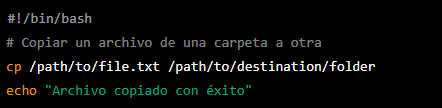 #!/bin/bash
# Copiar un archivo de una carpeta a otra
cp /path/to/file.txt /path/to/destination/folder
echo "Archivo copiado con éxito"